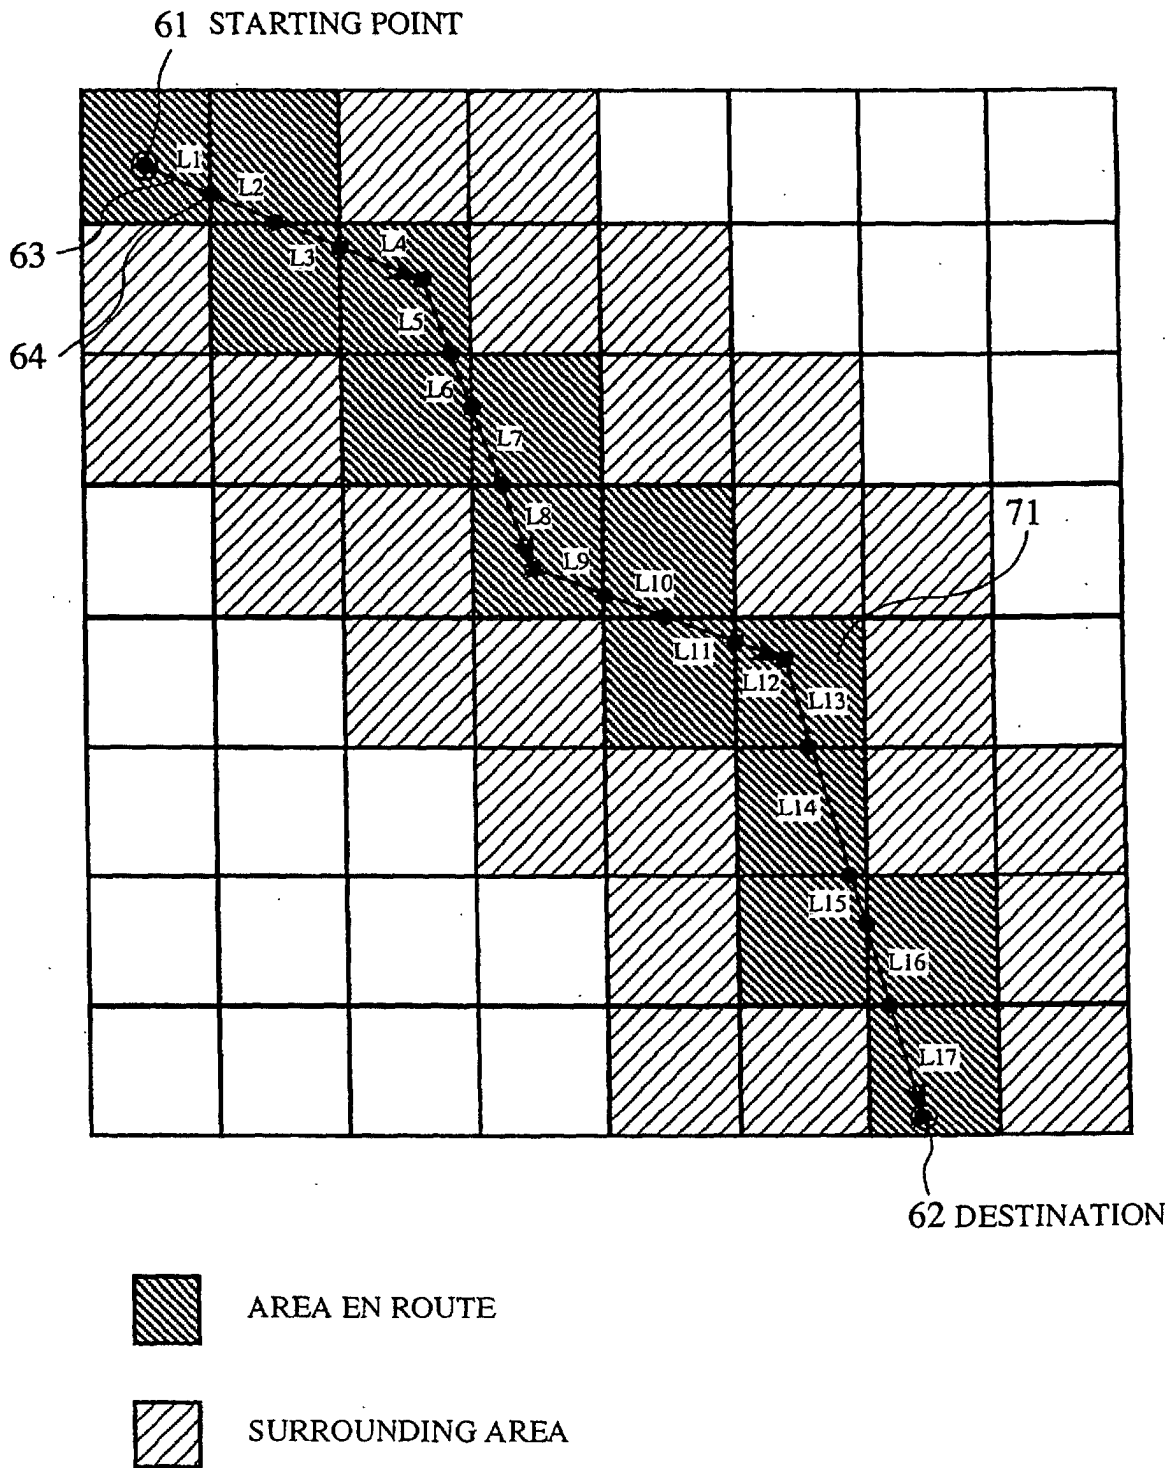 61 STARTING POINT
L1
L2
63
L3
L4
64
L5
L6
L7
L8
71
L9
L10
L11
L12
L13
L14
L15
L16
L17
62 DESTINATION
AREA EN ROUTE
SURROUNDING AREA